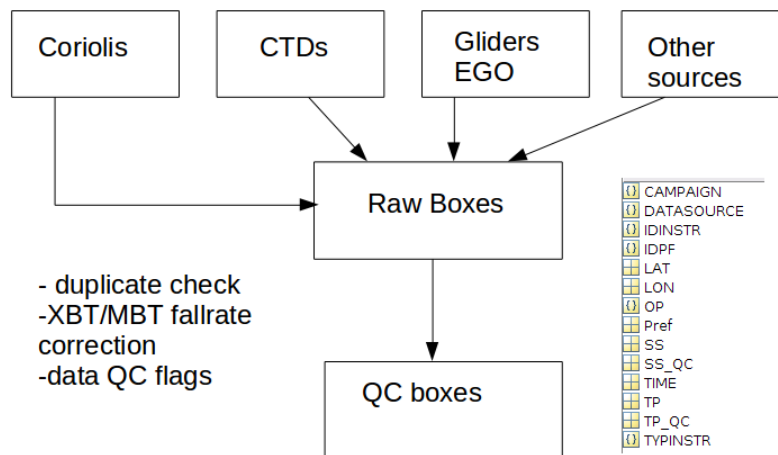 Coriolis
CTDs
Gliders
EGO
Other
sources
Raw Boxes
- duplicate check
-XBT/MBT fallrate
correction
-data QC flags
QC boxes
CAMPAIGN
DATASOURCE
IDINSTR
IDPF
LAT
LON
OP
Pref
SS
SS_QC
TIME
TP
TP_QC
TYPINSTR